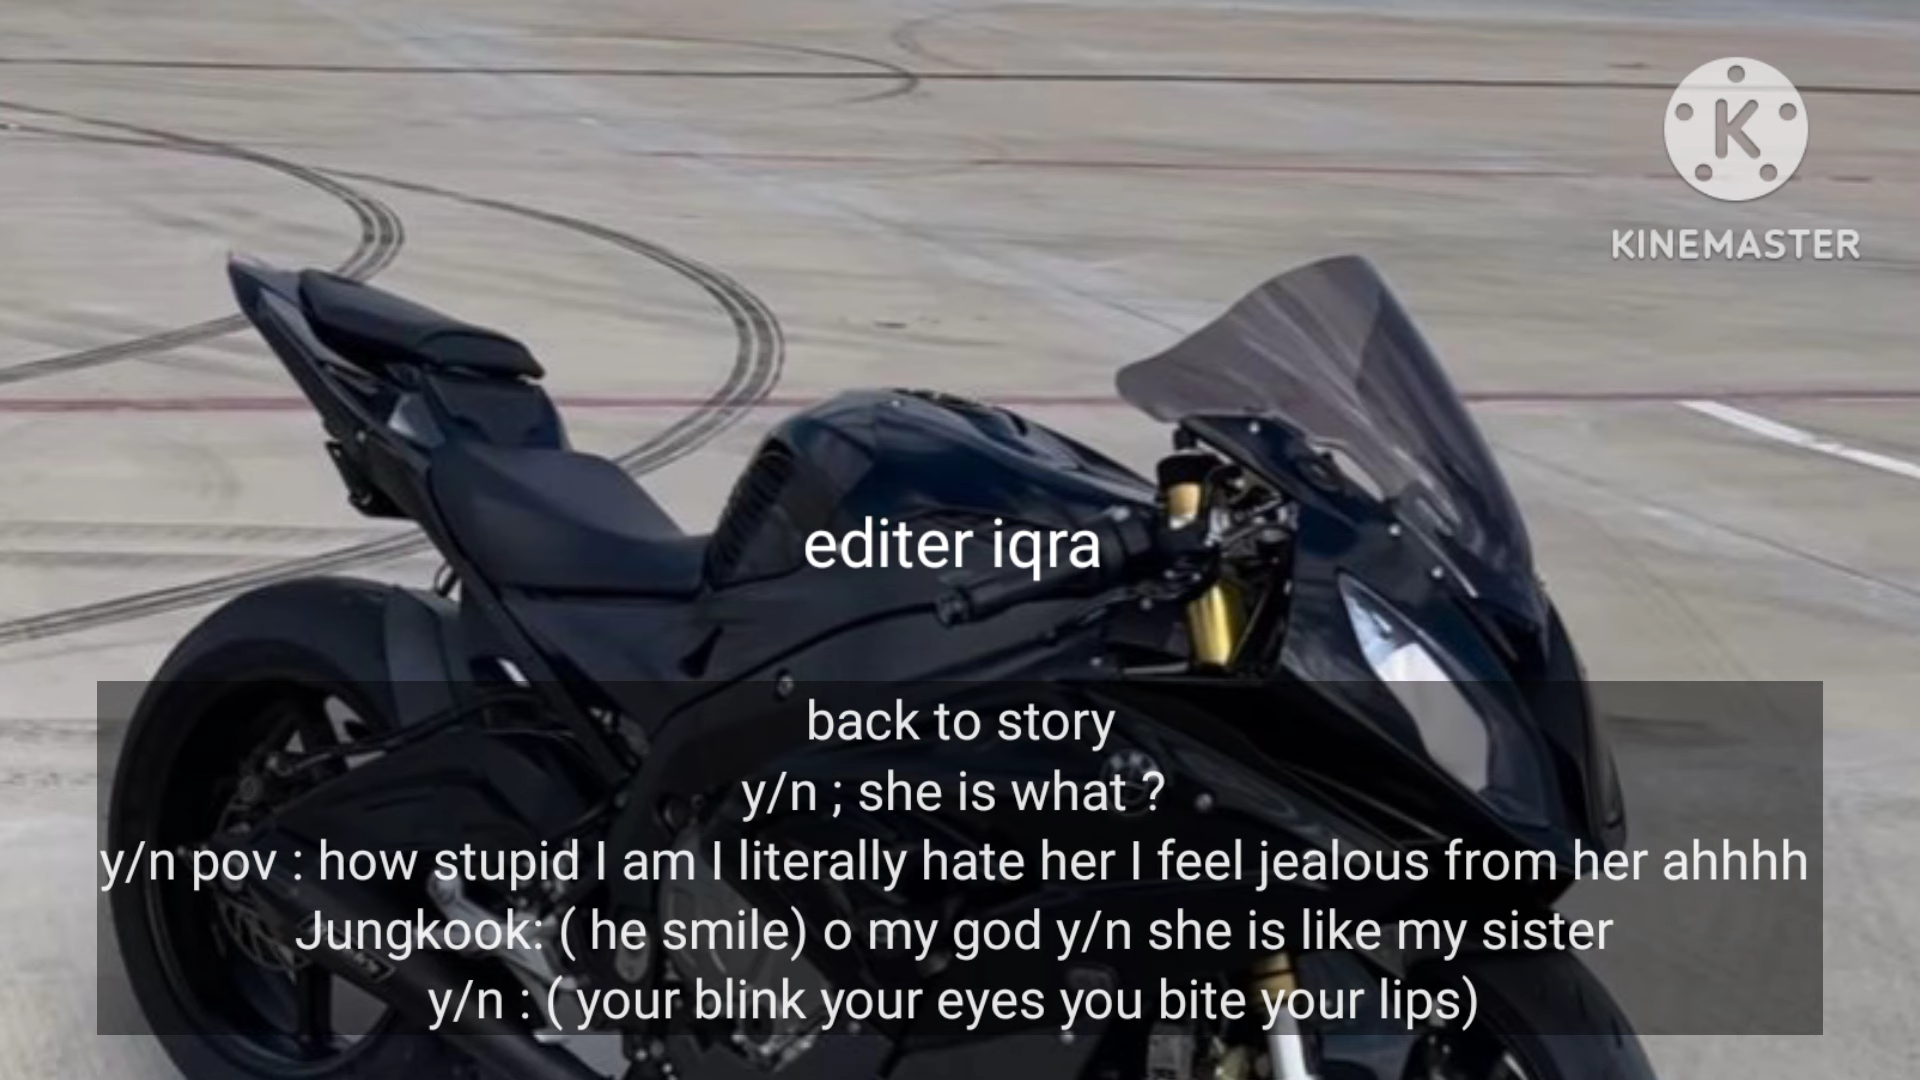 KINEMASTER
editer iqra
back to story
y/n ; she is what ?
y/n pov : how stupid I am I literally hate her I feel jealous from her ahhhh
Jungkook: ( he smile) o my god y/n she is like my sister
y/n : ( your blink your eyes you bite your lips)